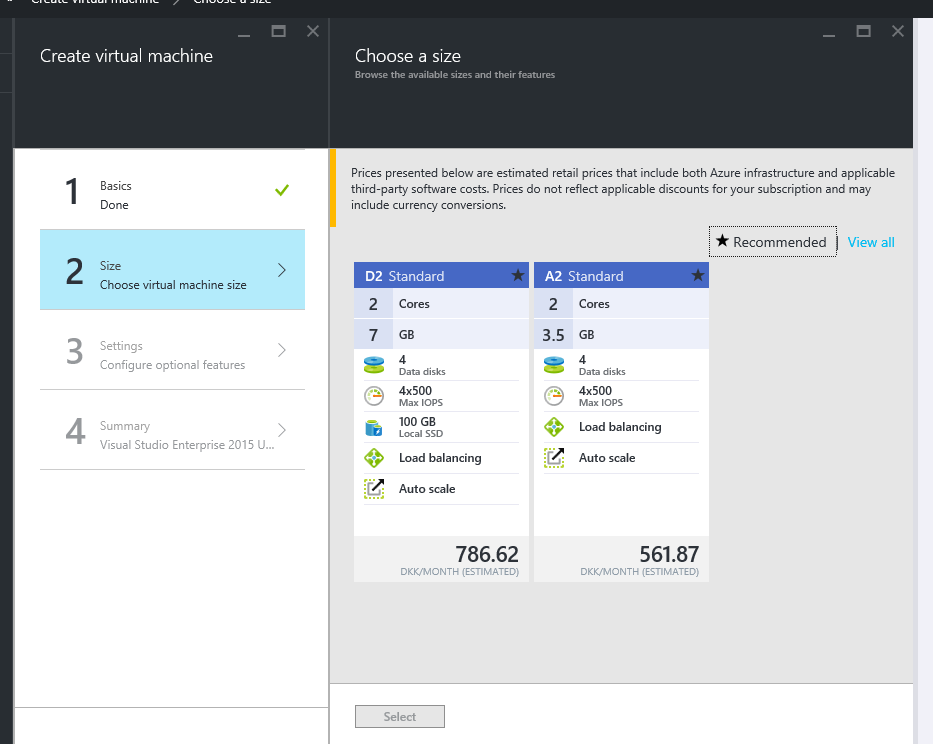 Create virtual machine
Choose a size
Create virtual machine
1
Basics
Done
2
Size
Choose virtual machine size
3
Settings
Configure optional features
4
Summary
Visual Studio Enterprise 2015 U...
Choose a size
Browse the available sizes and their features
Prices presented below are estimated retail prices that include both Azure infrastructure and applicable
third-party software costs. Prices do not reflect applicable discounts for your subscription and may
include currency conversions.
★ Recommended | View all
D2 Standard
2 Cores
7 GB
4
Data disks
4x500
Max IOPS
100 GB
Local SSD
Load balancing
Auto scale
786.62
DKK/MONTH (ESTIMATED)
A2 Standard
2 Cores
3.5 GB
4
Data disks
4x500
Max IOPS
Load balancing
Auto scale
561.87
DKK/MONTH (ESTIMATED)
Select